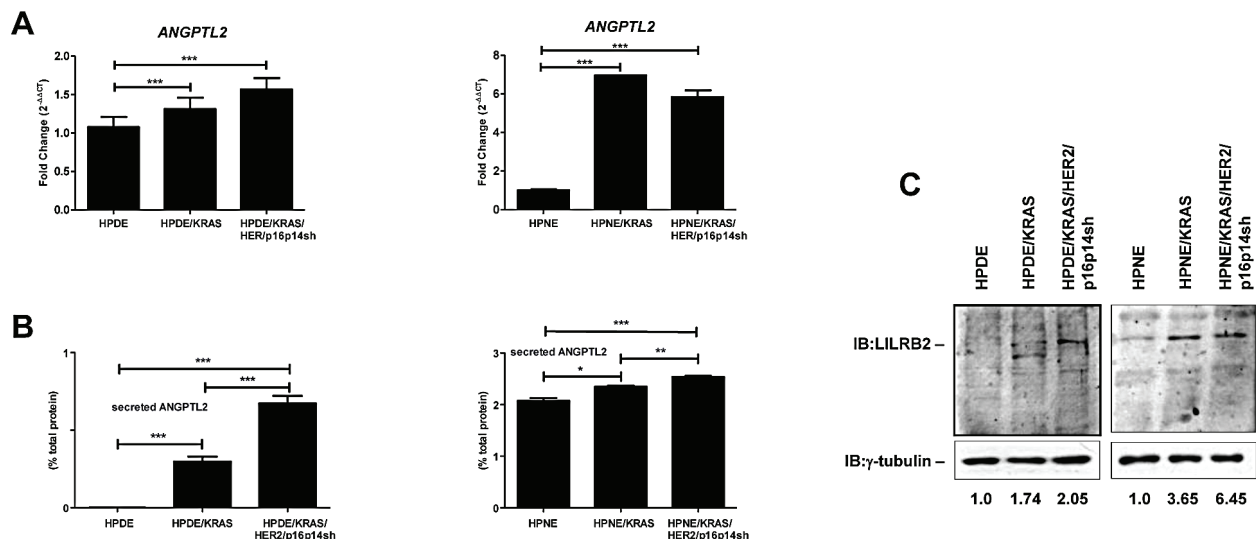 A
ANGPTL2
Fold Change (2-ΔΔCT)
2.0
1.5
1.0
0.5
0.0
***
***
HPDE
HPDE/KRAS
HPDE/KRAS/
HER/p16p14sh
ANGPTL2
Fold Change (2-ΔΔCT)
8
6
4
2
0
***
***
HPNE
HPNE/KRAS
HPNE/KRAS/
HER/p16p14sh
B
(% total protein)
1
0
secreted ANGPTL2
***
***
***
HPDE
HPDE/KRAS
HPDE/KRAS/
HER2/p16p14sh
(% total protein)
3
2
1
0
secreted ANGPTL2
***
**
*
HPNE
HPNE/KRAS
HPNE/KRAS/
HER2/p16p14sh
C
HPDE
HPDE/KRAS
HPDE/KRAS/HER2/
p16p14sh
HPNE
HPNE/KRAS
HPNE/KRAS/HER2/
p16p14sh
IB:LILRB2 –
IB:γ-tubulin –
1.0 1.74 2.05 1.0 3.65 6.45